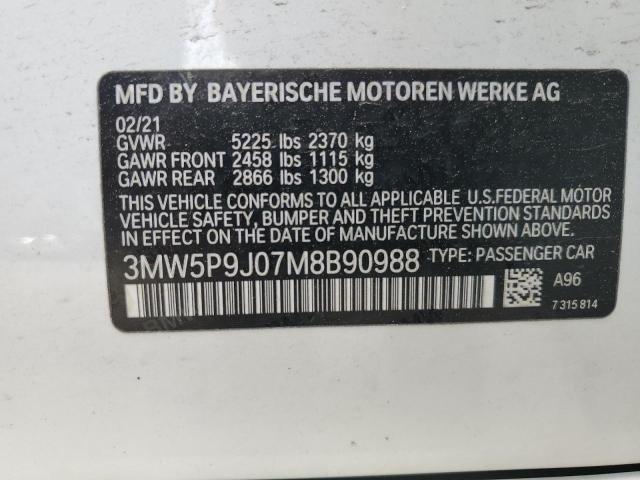 MFD BY BAYERISCHE MOTOREN WERKE AG
02/21
GVWR 5225 lbs 2370 kg
GAWR FRONT 2458 lbs 1115 kg
GAWR REAR 2866 lbs 1300 kg
THIS VEHICLE CONFORMS TO ALL APPLICABLE U.S.FEDERAL MOTOR
VEHICLE SAFETY, BUMPER AND THEFT PREVENTION STANDARDS
IN EFFECT ON THE DATE OF MANUFACTURE SHOWN ABOVE.
3MW5P9J07M8B90988 TYPE: PASSENGER CAR
A96
7 315 814